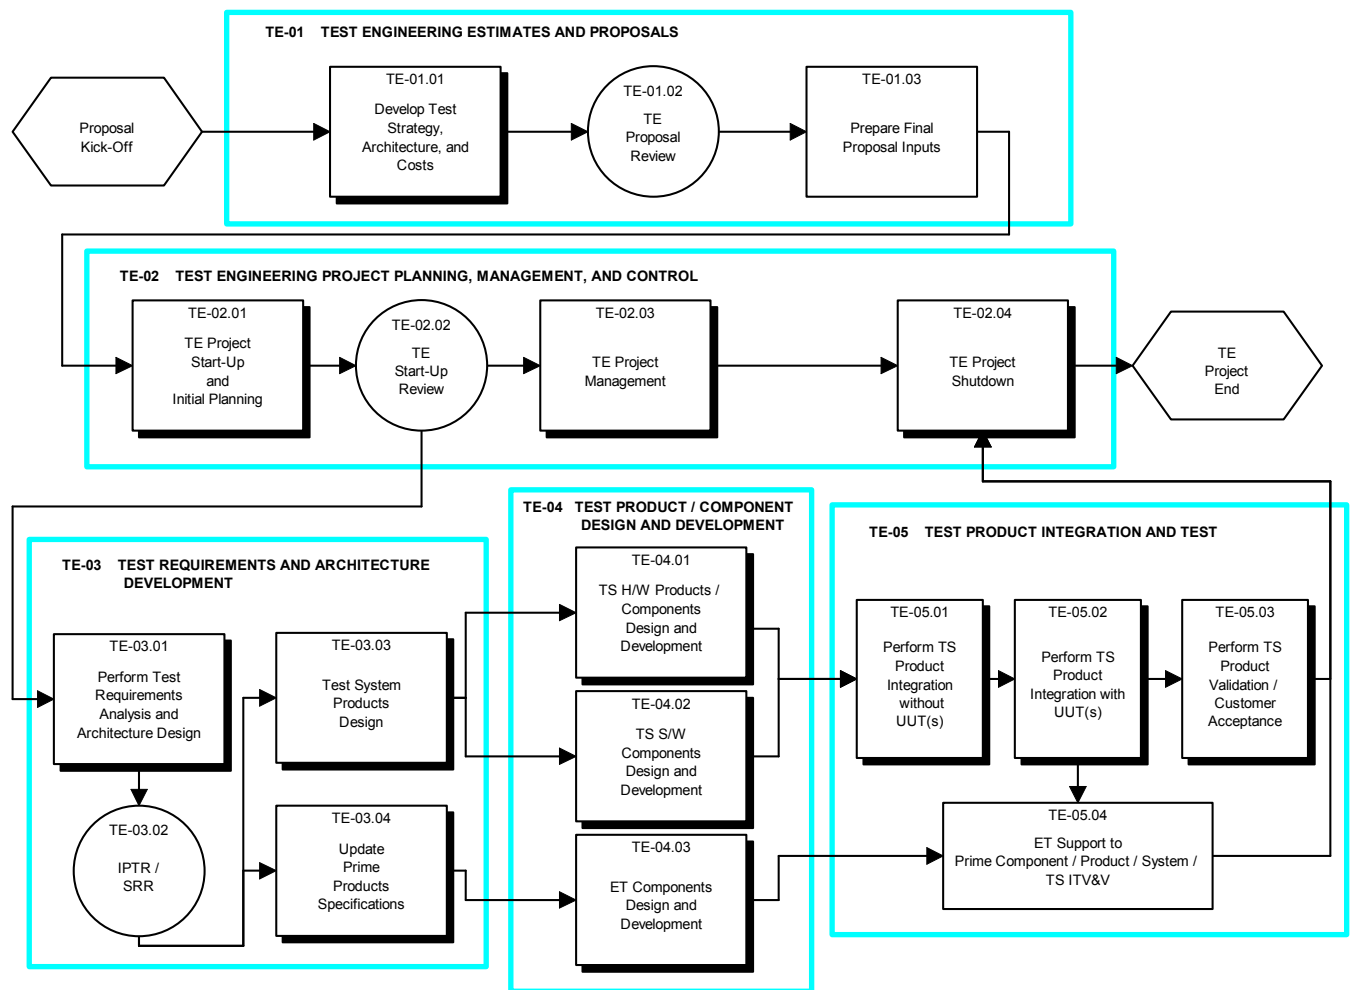 TE-01 TEST ENGINEERING ESTIMATES AND PROPOSALS
Proposal
Kick-Off
TE-01.01
Develop Test
Strategy,
Architecture, and
Costs
TE-01.02
TE
Proposal
Review
TE-01.03
Prepare Final
Proposal Inputs
TE-02 TEST ENGINEERING PROJECT PLANNING, MANAGEMENT, AND CONTROL
TE-02.01
TE Project
Start-Up
and
Initial Planning
TE-02.02
TE
Start-Up
Review
TE-02.03
TE Project
Management
TE-02.04
TE Project
Shutdown
TE
Project
End
TE-03 TEST REQUIREMENTS AND ARCHITECTURE
DEVELOPMENT
TE-03.01
Perform Test
Requirements
Analysis and
Architecture Design
TE-03.02
IPTR /
SRR
TE-03.03
Test System
Products
Design
TE-03.04
Update
Prime
Products
Specifications
TE-04 TEST PRODUCT / COMPONENT
DESIGN AND DEVELOPMENT
TE-04.01
TS H/W Products /
Components
Design and
Development
TE-04.02
TS S/W
Components
Design and
Development
TE-04.03
ET Components
Design and
Development
TE-05 TEST PRODUCT INTEGRATION AND TEST
TE-05.01
Perform TS
Product
Integration
without
UUT(s)
TE-05.02
Perform TS
Product
Integration with
UUT(s)
TE-05.03
Perform TS
Product
Validation /
Customer
Acceptance
TE-05.04
ET Support to
Prime Component / Product / System /
TS ITV&V